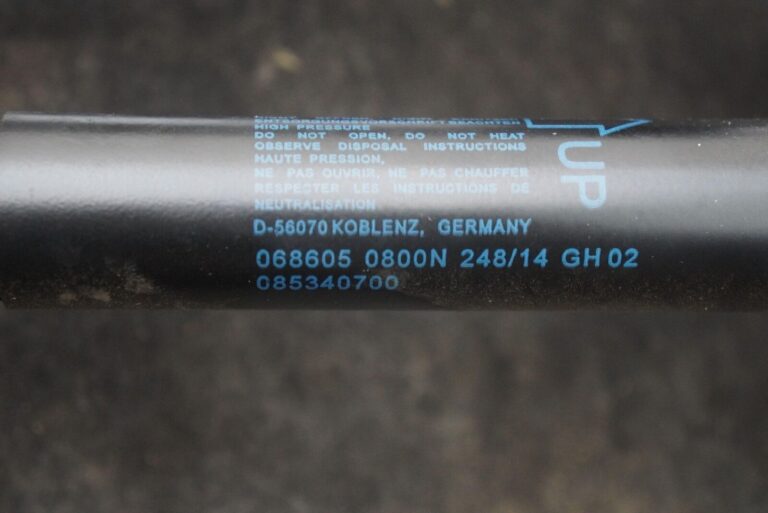 HIGH PRESSURE
DO NOT OPEN, DO NOT HEAT
OBSERVE DISPOSAL INSTRUCTIONS
HAUTE PRESSION,
NE PAS OUVRIR, NE PAS CHAUFFER
RESPECTER LES INSTRUCTIONS DE
NEUTRALISATION
D-56070 KOBLENZ, GERMANY
068605 0800N 248/14 GH 02
085340700
UP